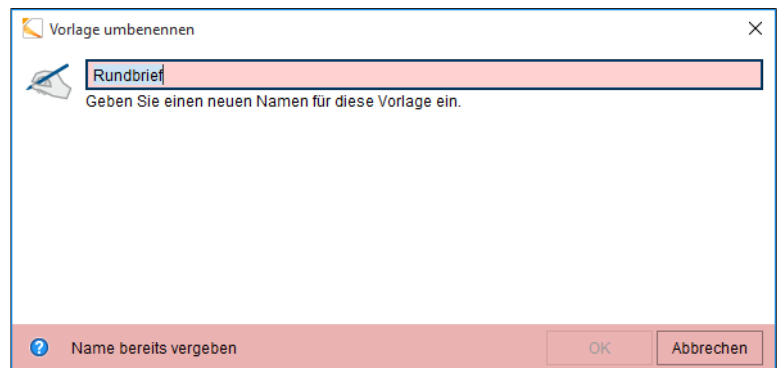 Vorlage umbenennen
Rundbrief
Geben Sie einen neuen Namen für diese Vorlage ein.
Name bereits vergeben
OK
Abbrechen